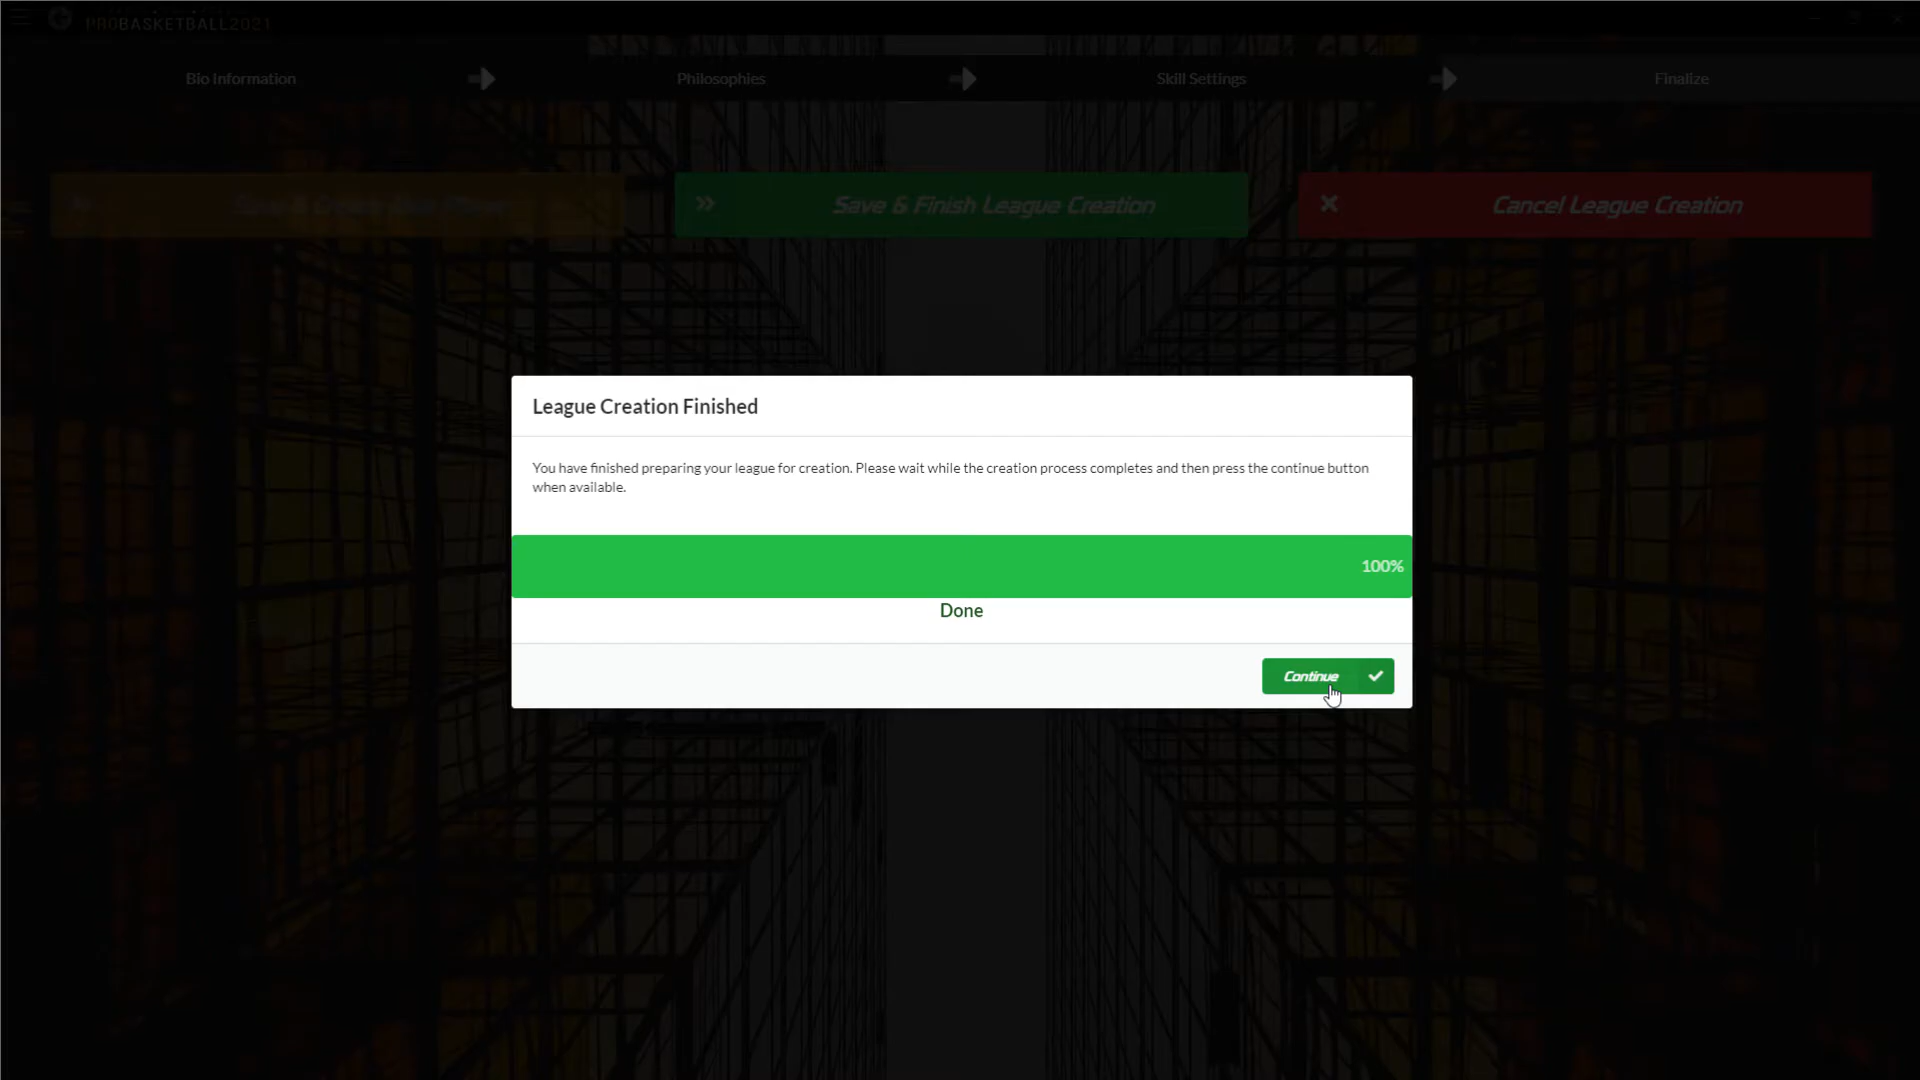 PROBASKETBALL2021
Bio Information
Philosophies
Skill Settings
Finalize
Save & Finish League Creation
Cancel League Creation
League Creation Finished
You have finished preparing your league for creation. Please wait while the creation process completes and then press the continue button
when available.
100%
Done
Continue